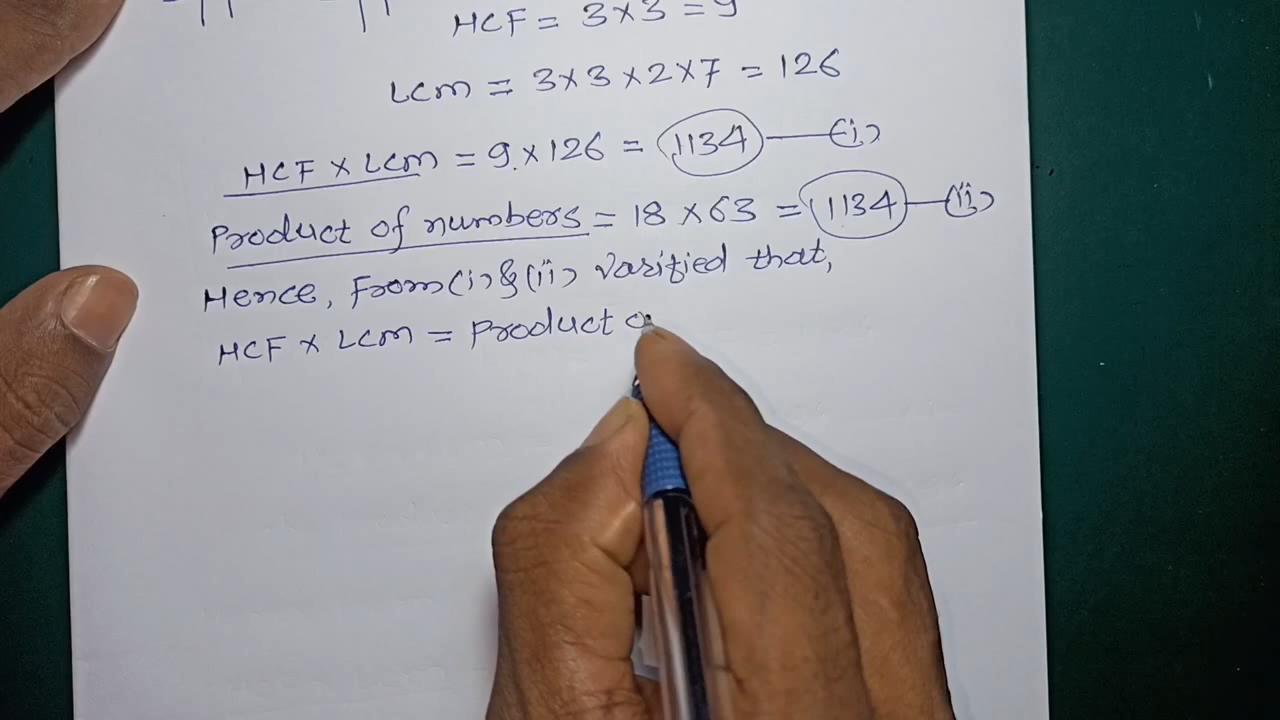 HCF = 3×3 = 9
LCM = 3×3×2×7 = 126
HCF × LCM = 9×126 = 1134 —(i)
Product of numbers = 18×63 = 1134 —(ii)
Hence, From (i) & (ii) varified that,
HCF × LCM = Product o